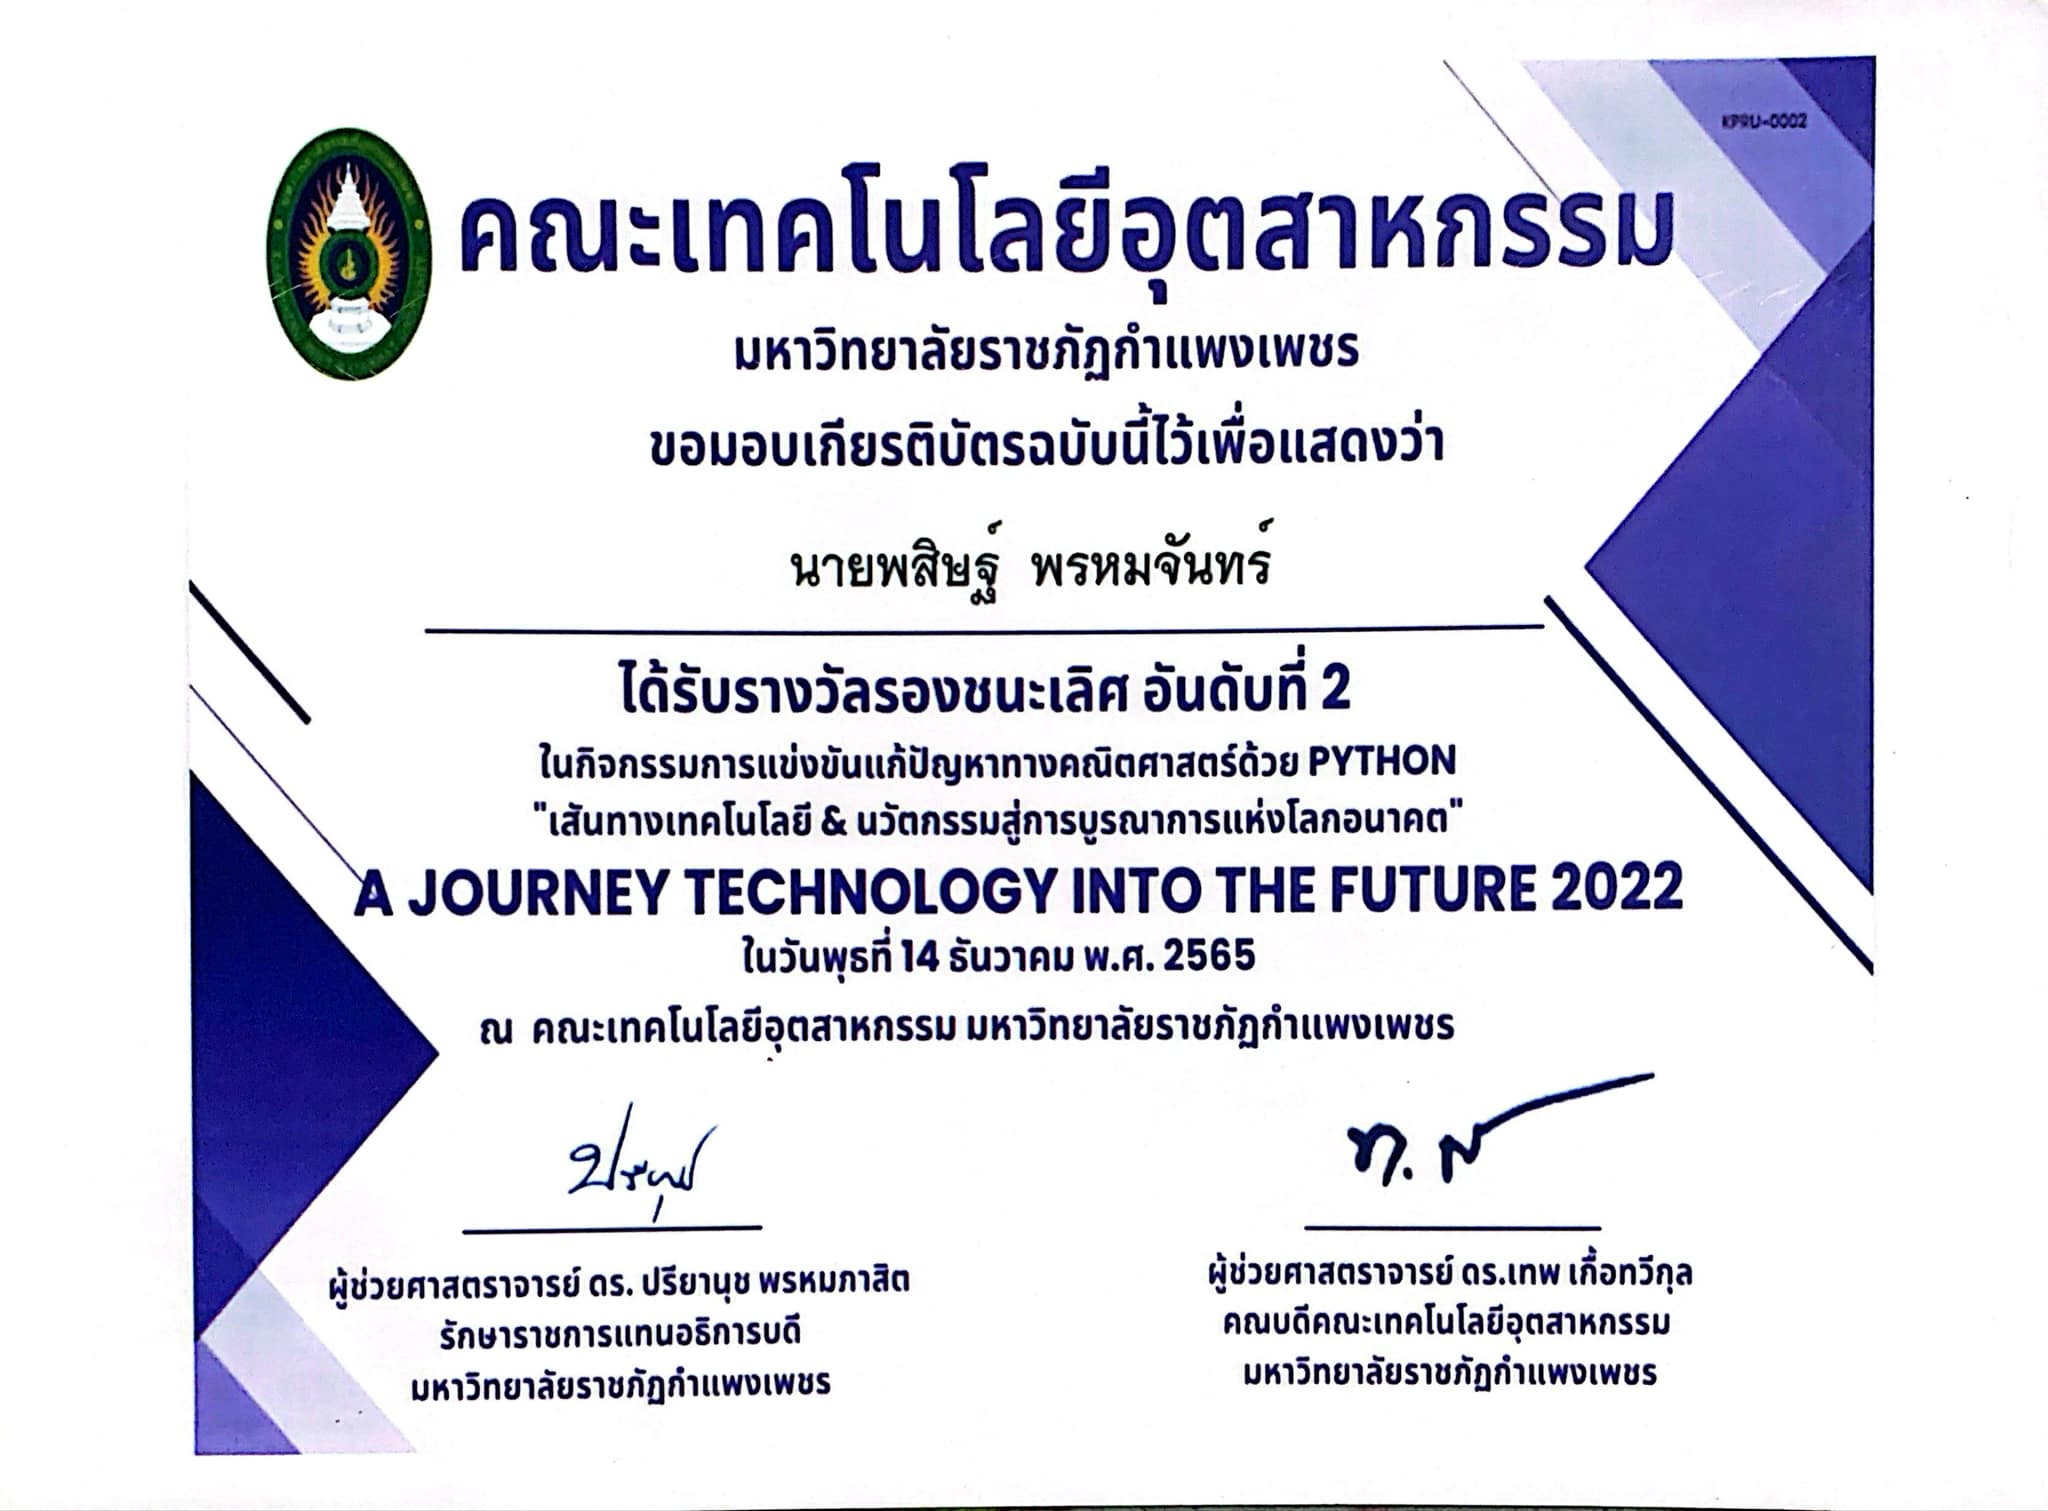 KPRU-0002
คณะเทคโนโลยีอุตสาหกรรม
มหาวิทยาลัยราชภัฏกำแพงเพชร
ขอมอบเกียรติบัตรฉบับนี้ไว้เพื่อแสดงว่า
นายพสิษฐ์ พรหมจันทร์
ได้รับรางวัลรองชนะเลิศ อันดับที่ 2
ในกิจกรรมการแข่งขันแก้ปัญหาทางคณิตศาสตร์ด้วย PYTHON
"เส้นทางเทคโนโลยี & นวัตกรรมสู่การบูรณาการแห่งโลกอนาคต"
A JOURNEY TECHNOLOGY INTO THE FUTURE 2022
ในวันพุธที่ 14 ธันวาคม พ.ศ. 2565
ณ คณะเทคโนโลยีอุตสาหกรรม มหาวิทยาลัยราชภัฏกำแพงเพชร
ผู้ช่วยศาสตราจารย์ ดร. ปรียานุช พรหมภาสิต
รักษาราชการแทนอธิการบดี
มหาวิทยาลัยราชภัฏกำแพงเพชร
ผู้ช่วยศาสตราจารย์ ดร.เทพ เกื้อทวีกุล
คณบดีคณะเทคโนโลยีอุตสาหกรรม
มหาวิทยาลัยราชภัฏกำแพงเพชร